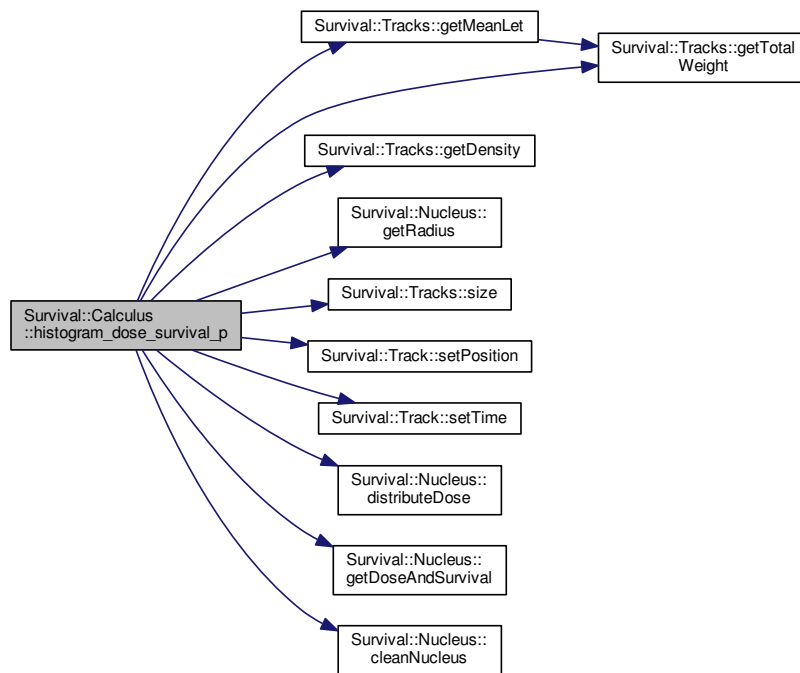 Survival::Tracks::getMeanLet
Survival::Tracks::getTotal
Weight
Survival::Tracks::getDensity
Survival::Nucleus::
getRadius
Survival::Tracks::size
Survival::Calculus
::histogram_dose_survival_p
Survival::Track::setPosition
Survival::Track::setTime
Survival::Nucleus::
distributeDose
Survival::Nucleus::
getDoseAndSurvival
Survival::Nucleus::
cleanNucleus